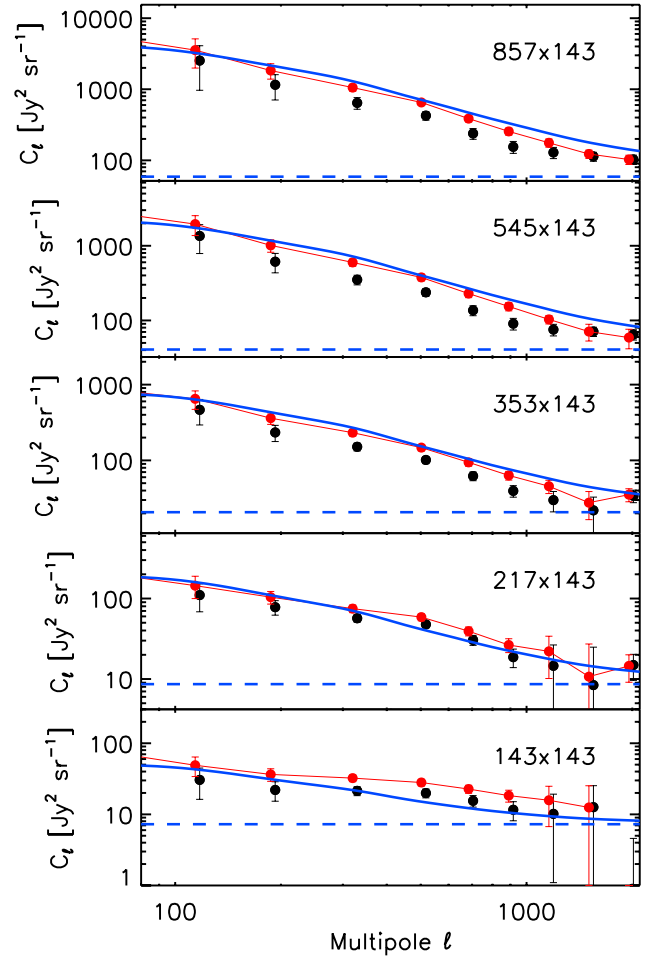 10000
1000
100
C_ℓ [Jy² sr⁻¹]
857x143
1000
100
C_ℓ [Jy² sr⁻¹]
545x143
1000
100
C_ℓ [Jy² sr⁻¹]
353x143
100
10
C_ℓ [Jy² sr⁻¹]
217x143
100
10
1
C_ℓ [Jy² sr⁻¹]
143x143
100
1000
Multipole ℓ